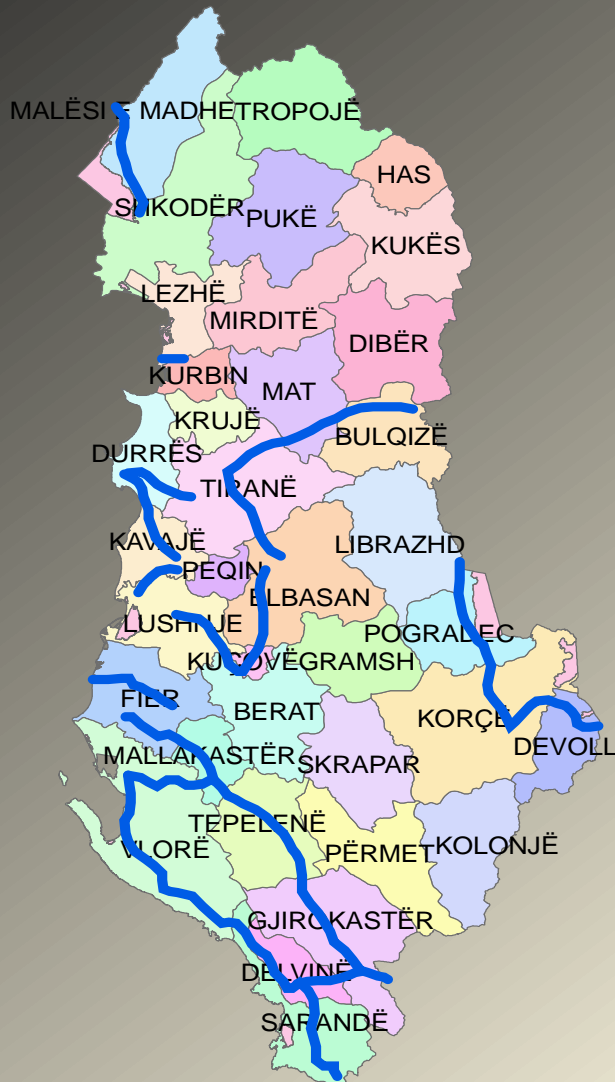 MALËSI E MADHE
TROPOJË
HAS
SHKODËR
PUKË
KUKËS
LEZHË
MIRDITË
DIBËR
KURBIN
MAT
KRUJË
BULQIZË
DURRËS
TIRANË
KAVAJË
LIBRAZHD
PEQIN
ELBASAN
LUSHNJE
POGRADEC
KUÇOVË
GRAMSH
FIER
BERAT
KORÇË
DEVOLL
MALLAKASTËR
SKRAPAR
TEPELENË
VLORË
PËRMET
KOLONJË
GJIROKASTËR
DELVINË
SARANDË